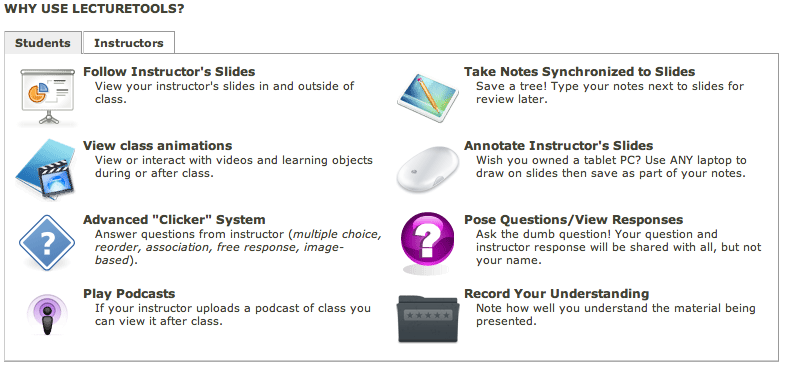 WHY USE LECTURETOOLS?
Students
Instructors
Follow Instructor's Slides
View your instructor's slides in and outside of
class.
Take Notes Synchronized to Slides
Save a tree! Type your notes next to slides for
review later.
View class animations
View or interact with videos and learning objects
during or after class.
Annotate Instructor's Slides
Wish you owned a tablet PC? Use ANY laptop to
draw on slides then save as part of your notes.
Advanced "Clicker" System
Answer questions from instructor (multiple choice,
reorder, association, free response, image-
based).
Pose Questions/View Responses
Ask the dumb question! Your question and
instructor response will be shared with all, but not
your name.
Play Podcasts
If your instructor uploads a podcast of class you
can view it after class.
Record Your Understanding
Note how well you understand the material being
presented.